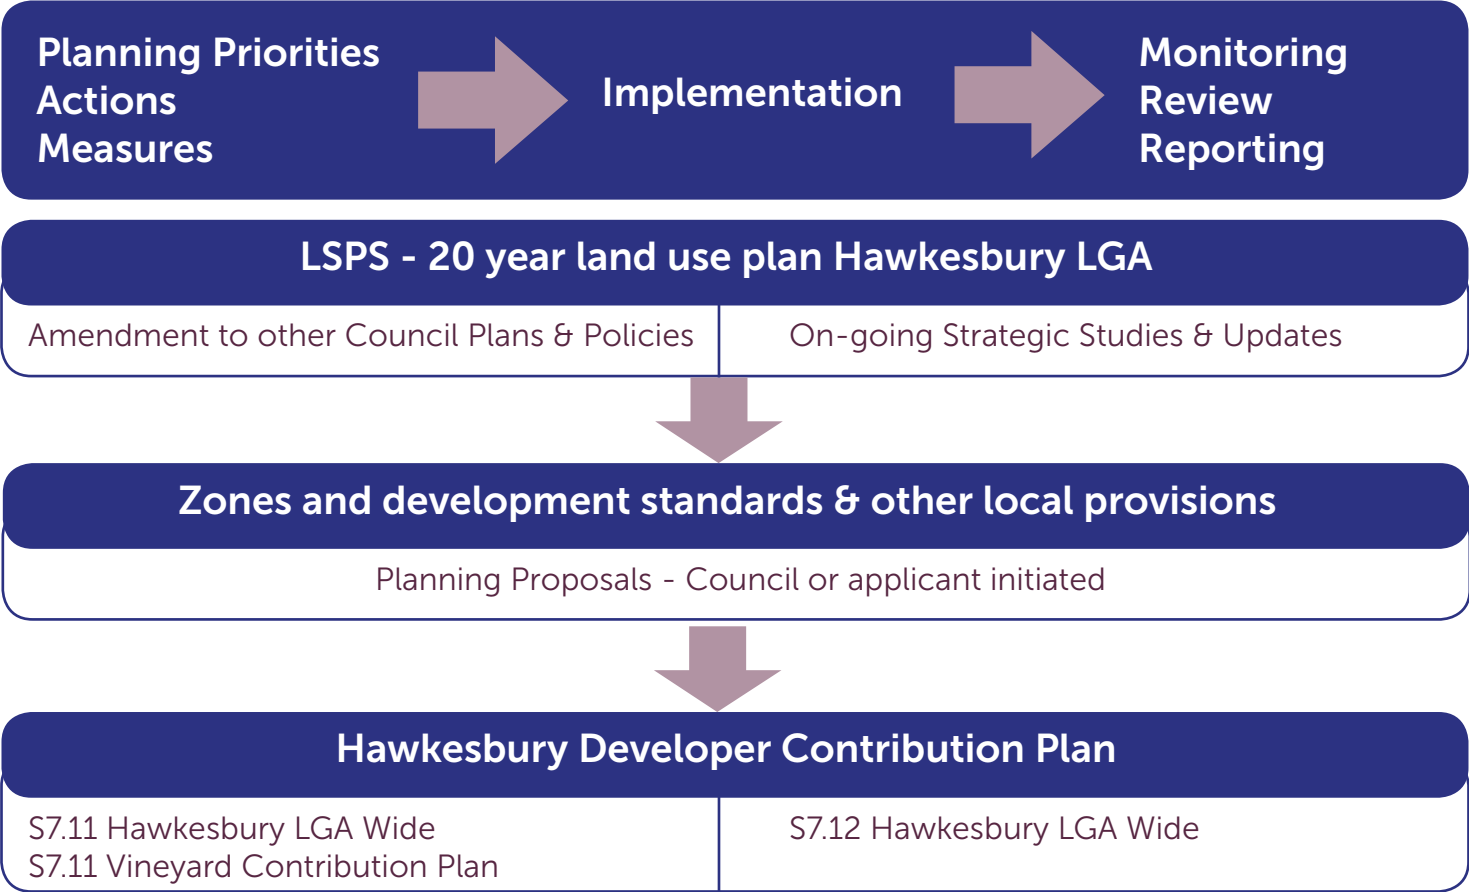 Planning Priorities
Actions
Measures
Implementation
Monitoring
Review
Reporting
LSPS - 20 year land use plan Hawkesbury LGA
Amendment to other Council Plans & Policies
On-going Strategic Studies & Updates
Zones and development standards & other local provisions
Planning Proposals - Council or applicant initiated
Hawkesbury Developer Contribution Plan
S7.11 Hawkesbury LGA Wide
S7.11 Vineyard Contribution Plan
S7.12 Hawkesbury LGA Wide